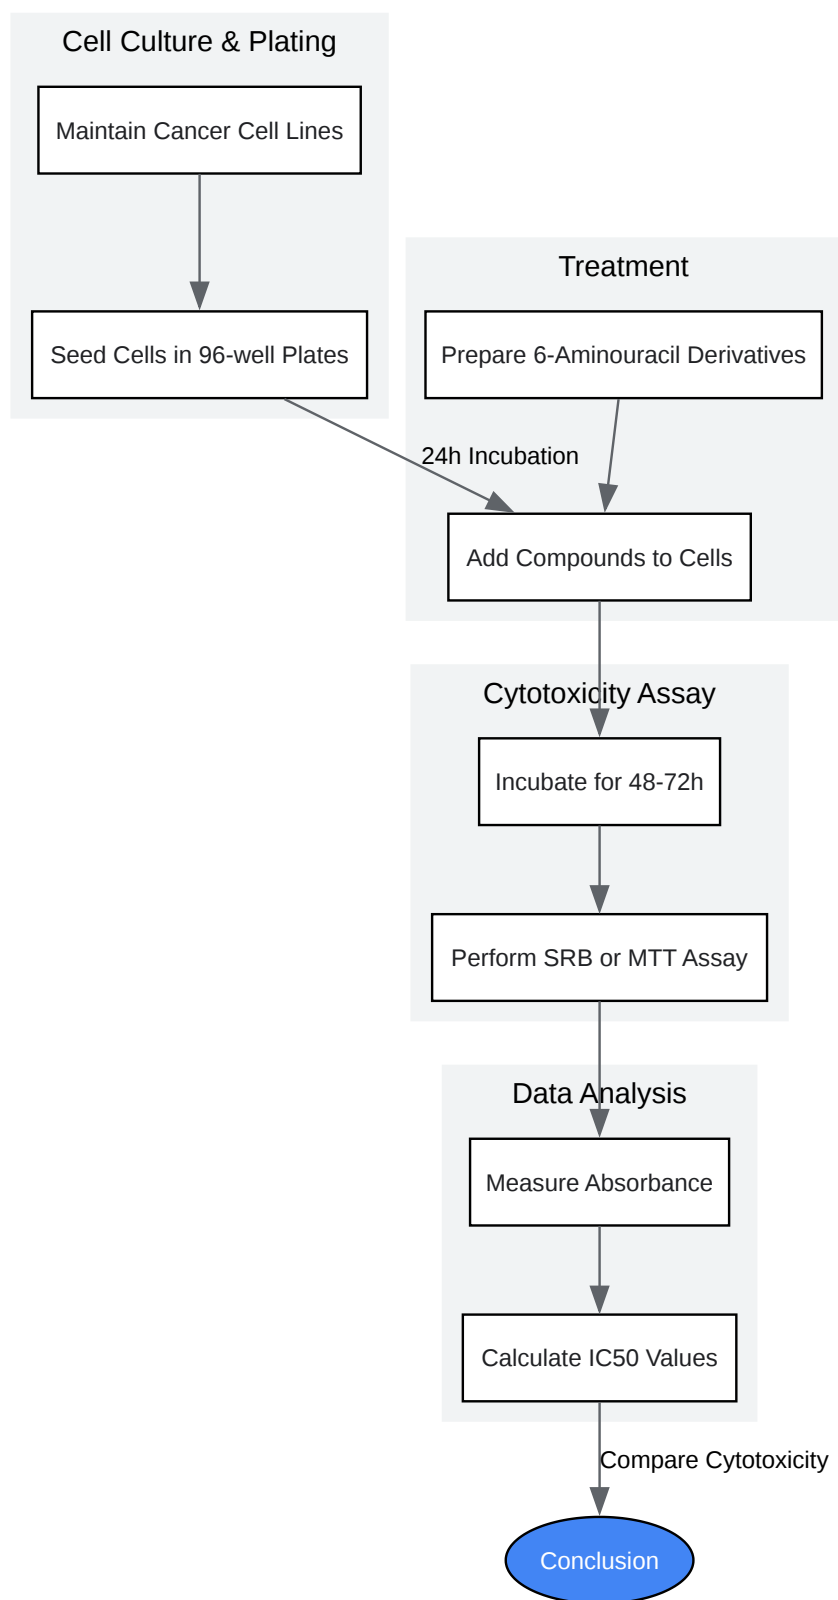 Cell Culture & Plating
Maintain Cancer Cell Lines
Seed Cells in 96-well Plates
Treatment
Prepare 6-Aminouracil Derivatives
24h Incubation
Add Compounds to Cells
Cytotoxicity Assay
Incubate for 48-72h
Perform SRB or MTT Assay
Data Analysis
Measure Absorbance
Calculate IC50 Values
Compare Cytotoxicity
Conclusion